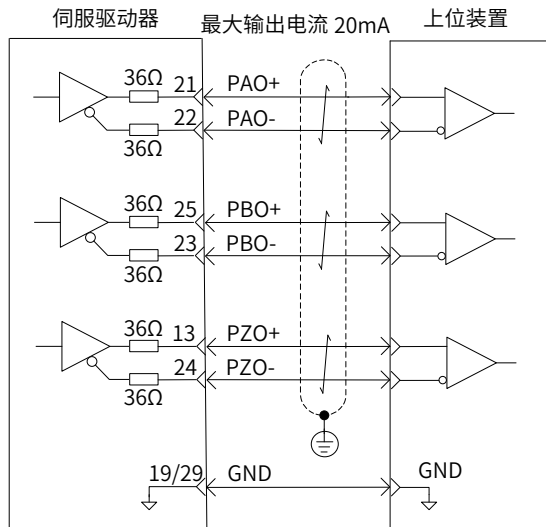 伺服驱动器 最大输出电流 20mA 上位装置
36Ω 21 PAO+
22 PAO-
36Ω
36Ω 25 PBO+
23 PBO-
36Ω
36Ω 13 PZO+
24 PZO-
36Ω
19/29 GND GND